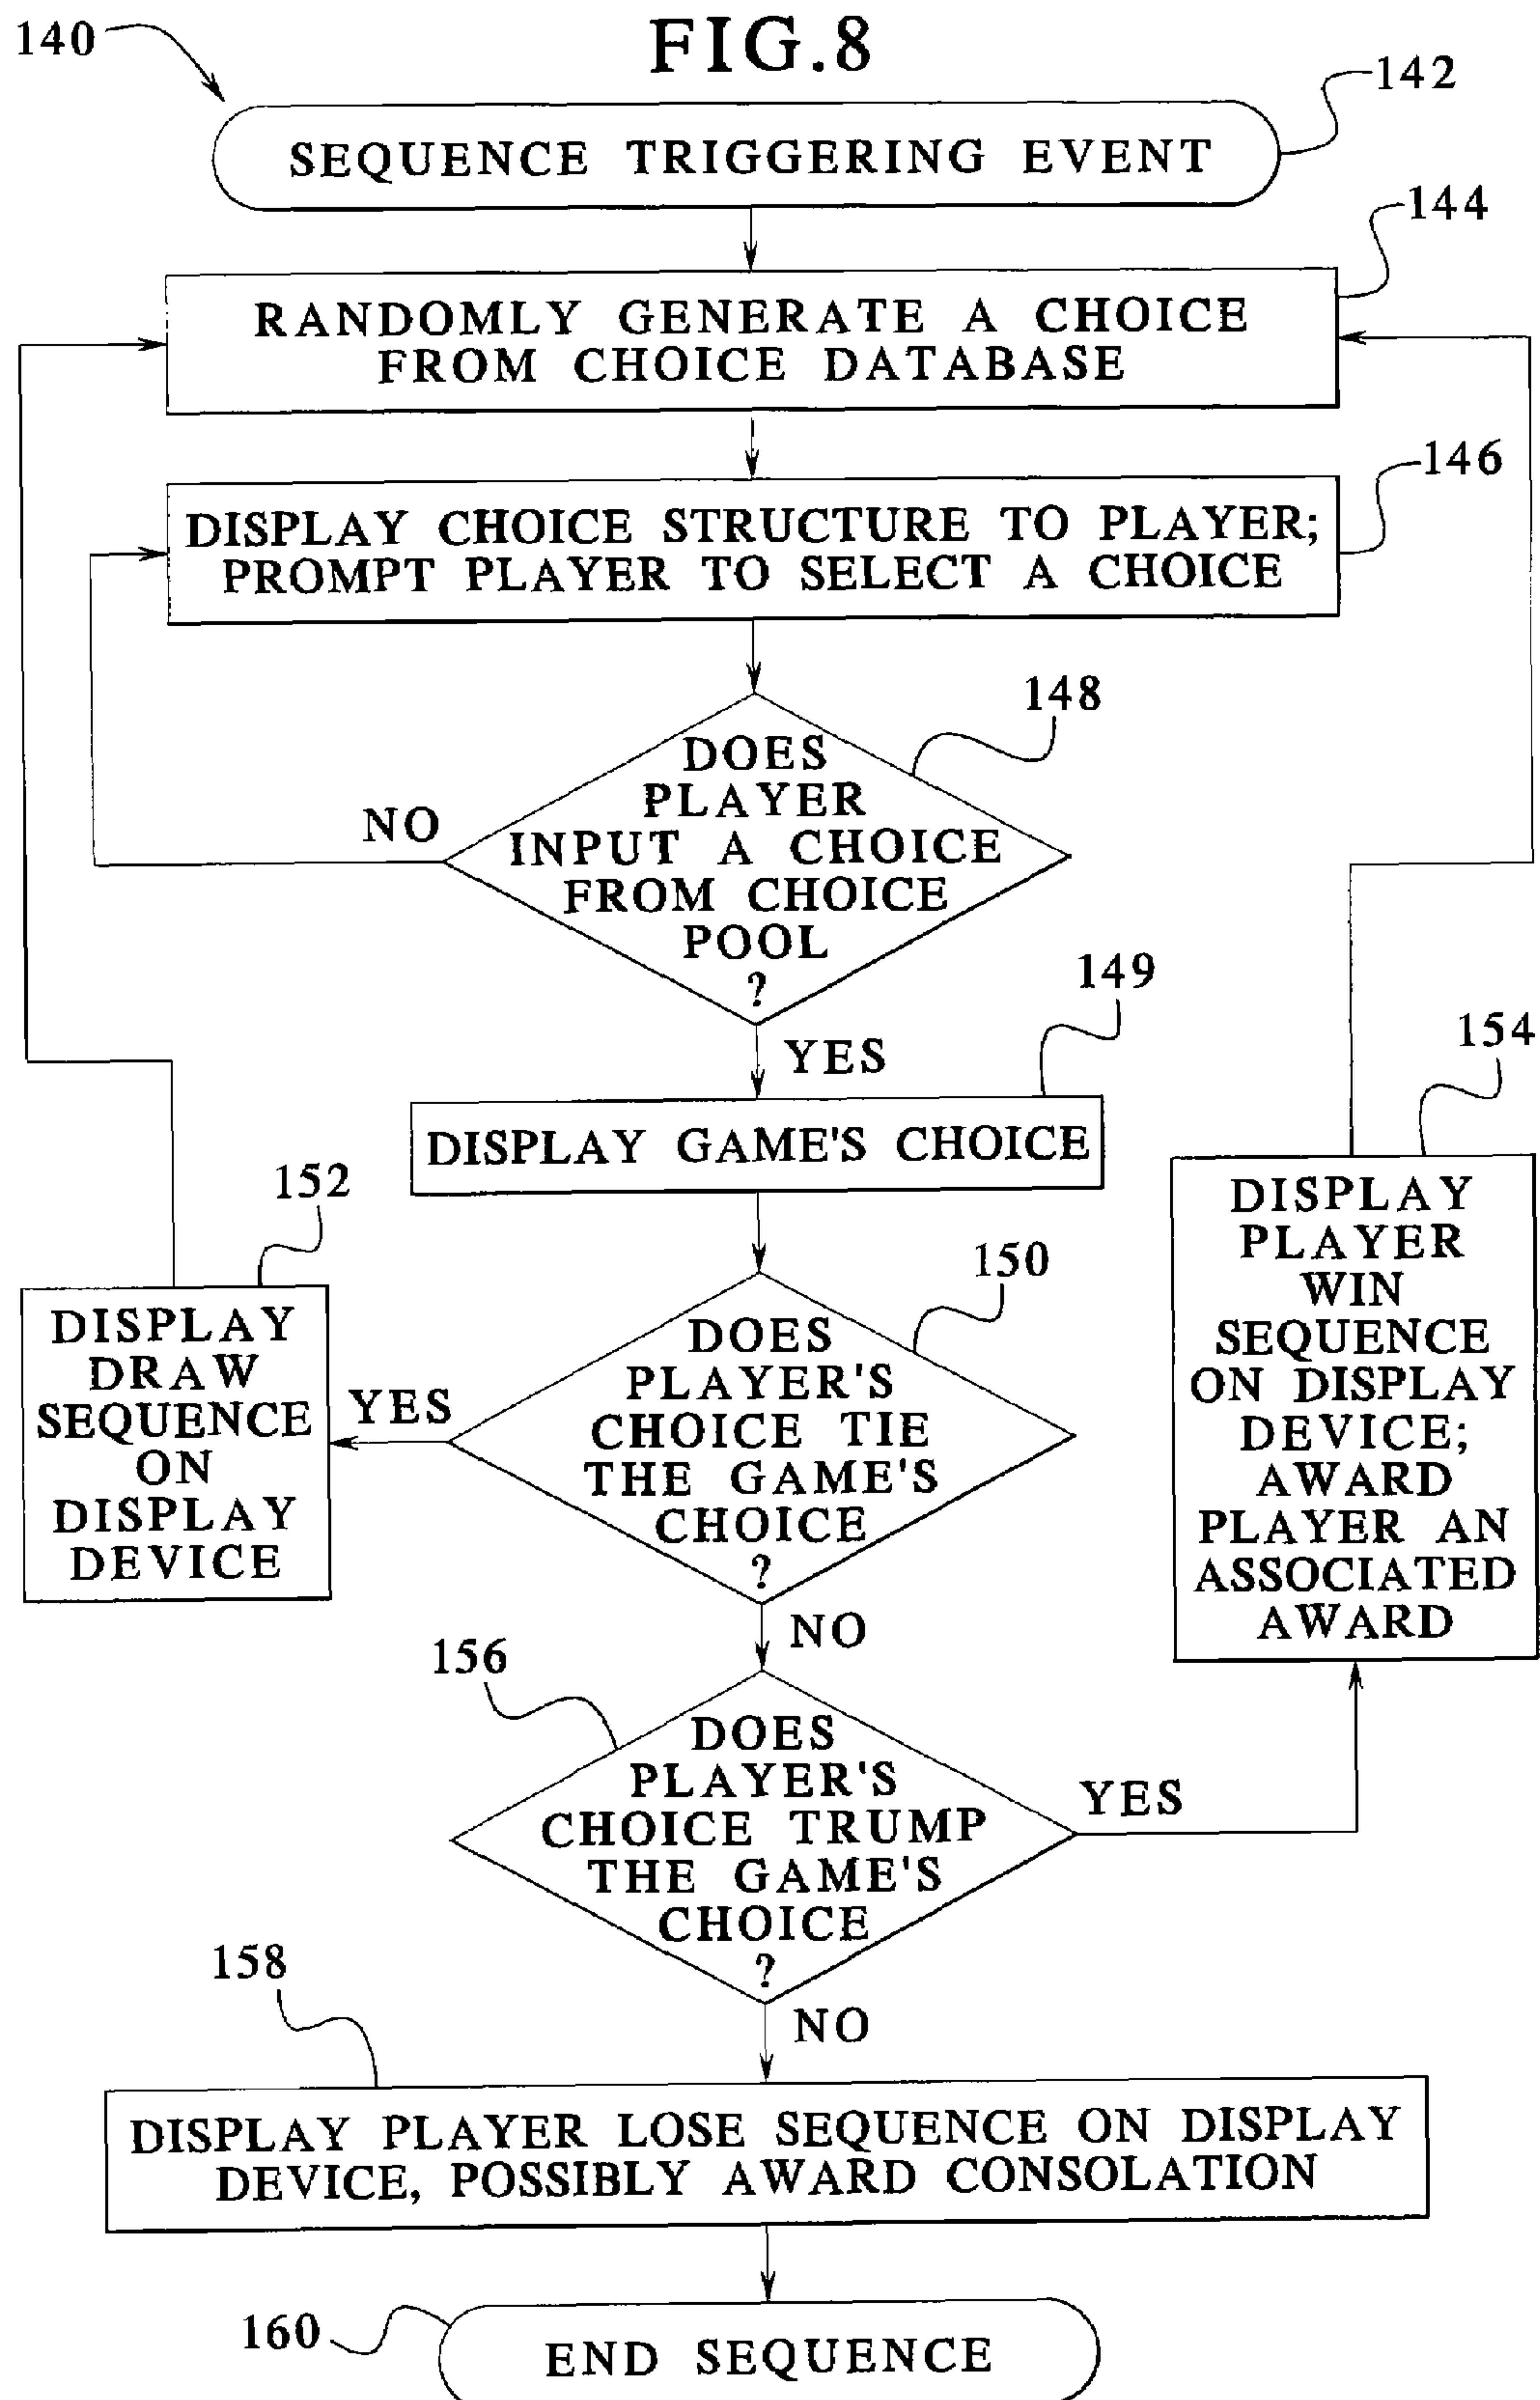 FIG.8
140
142
SEQUENCE TRIGGERING EVENT
144
RANDOMLY GENERATE A CHOICE
FROM CHOICE DATABASE
146
DISPLAY CHOICE STRUCTURE TO PLAYER;
PROMPT PLAYER TO SELECT A CHOICE
148
DOES
PLAYER
INPUT A CHOICE
FROM CHOICE
POOL
?
NO
YES
149
DISPLAY GAME'S CHOICE
152
DISPLAY
DRAW
SEQUENCE
ON
DISPLAY
DEVICE
YES
150
DOES
PLAYER'S
CHOICE TIE
THE GAME'S
CHOICE
?
NO
154
DISPLAY
PLAYER
WIN
SEQUENCE
ON DISPLAY
DEVICE;
AWARD
PLAYER AN
ASSOCIATED
AWARD
156
DOES
PLAYER'S
CHOICE TRUMP
THE GAME'S
CHOICE
?
YES
NO
158
DISPLAY PLAYER LOSE SEQUENCE ON DISPLAY
DEVICE, POSSIBLY AWARD CONSOLATION
160
END SEQUENCE